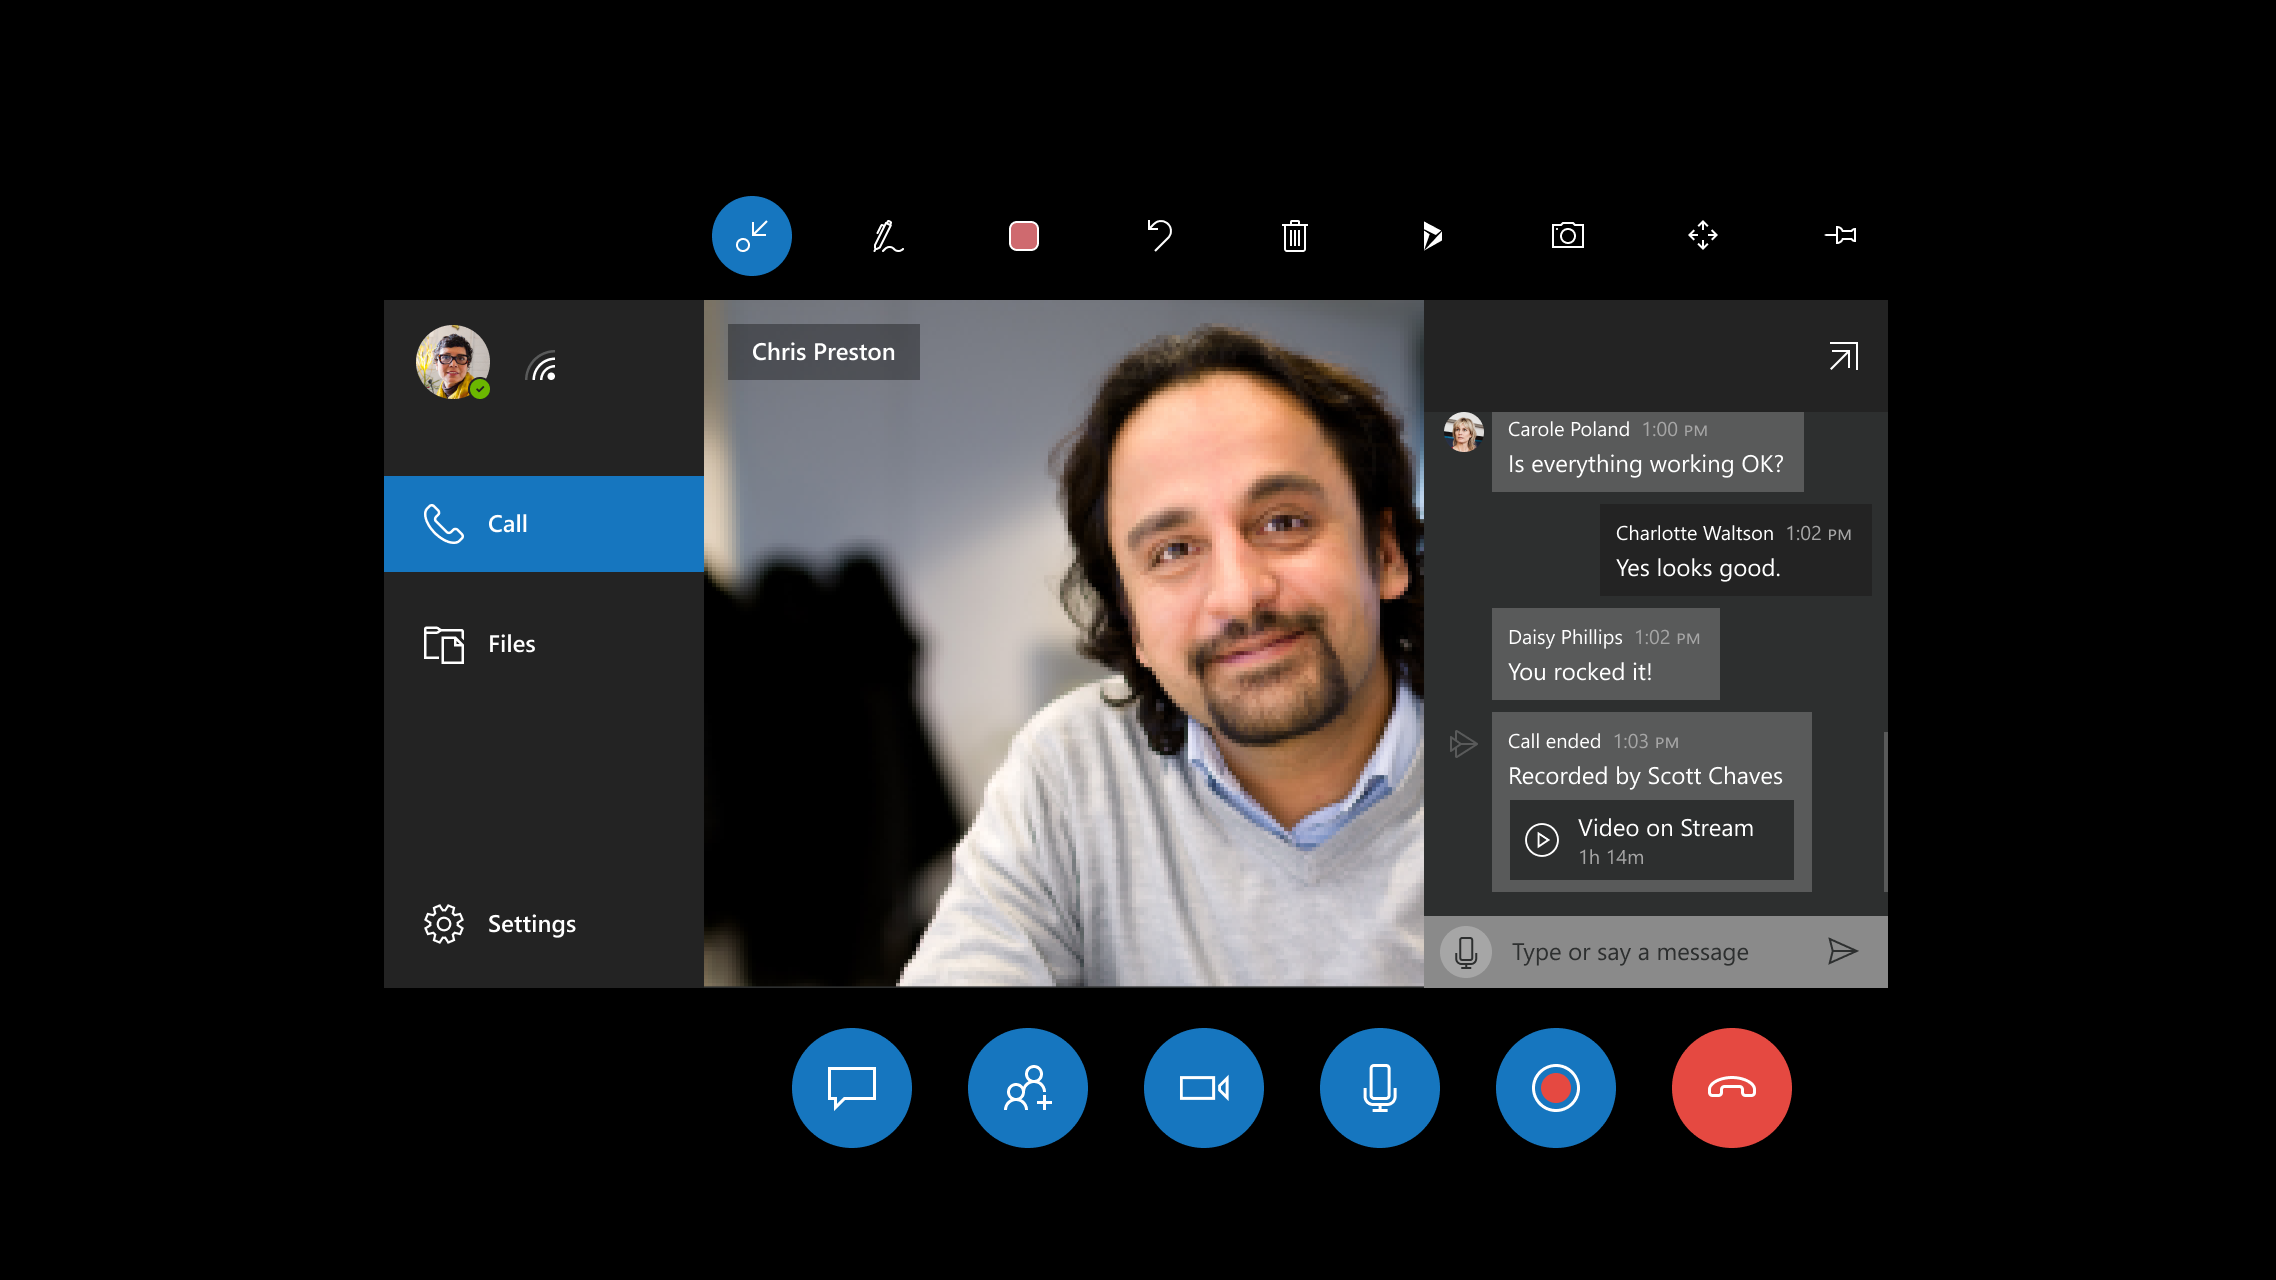 Chris Preston
Call
Files
Settings
Carole Poland 1:00 PM
Is everything working OK?
Charlotte Waltson 1:02 PM
Yes looks good.
Daisy Phillips 1:02 PM
You rocked it!
Call ended 1:03 PM
Recorded by Scott Chaves
Video on Stream
1h 14m
Type or say a message